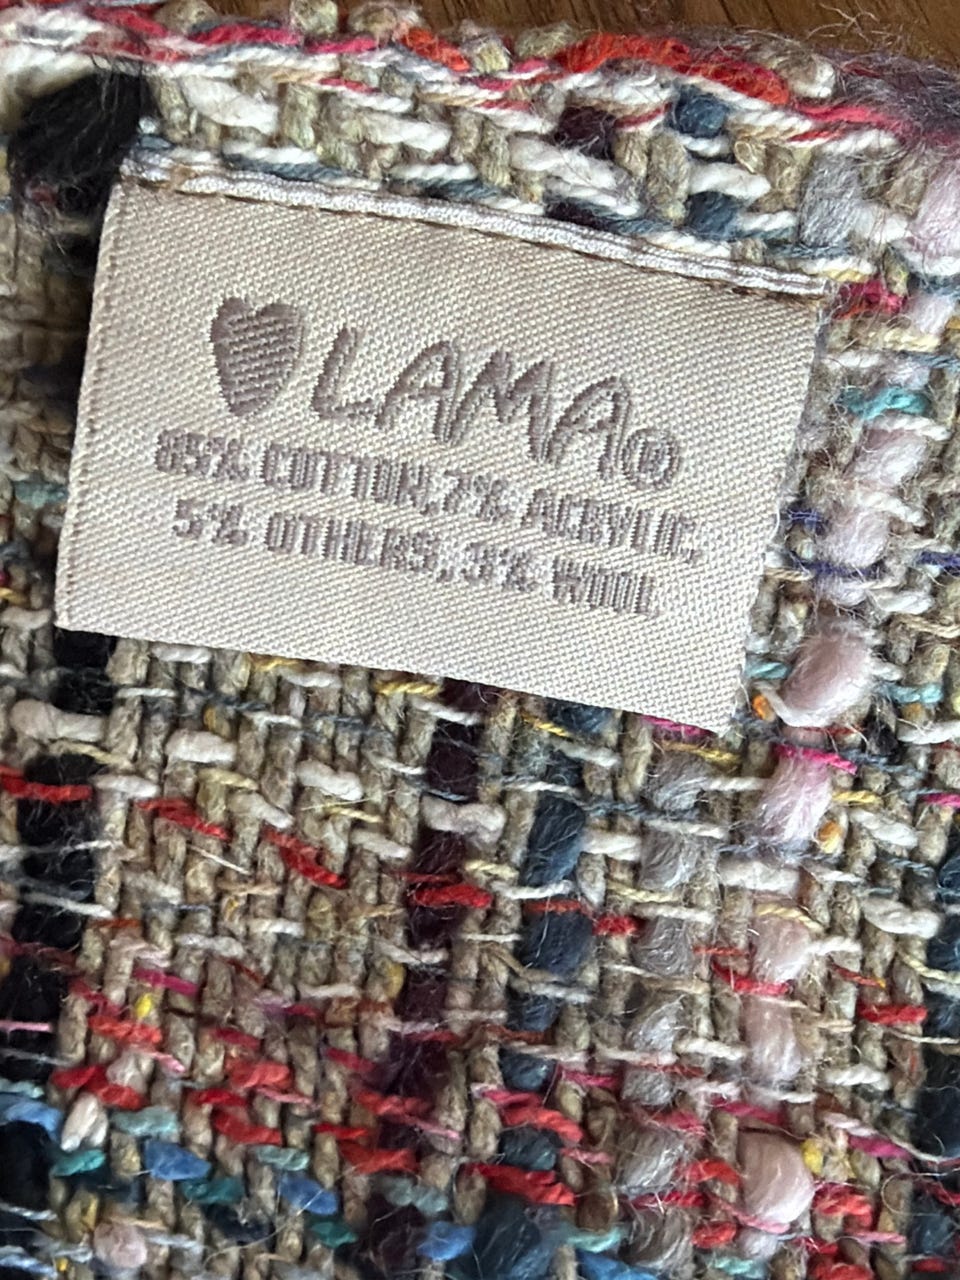 LAMA®
85% COTTON, 7% ACRYLIC,
5% OTHERS, 3% WOOL